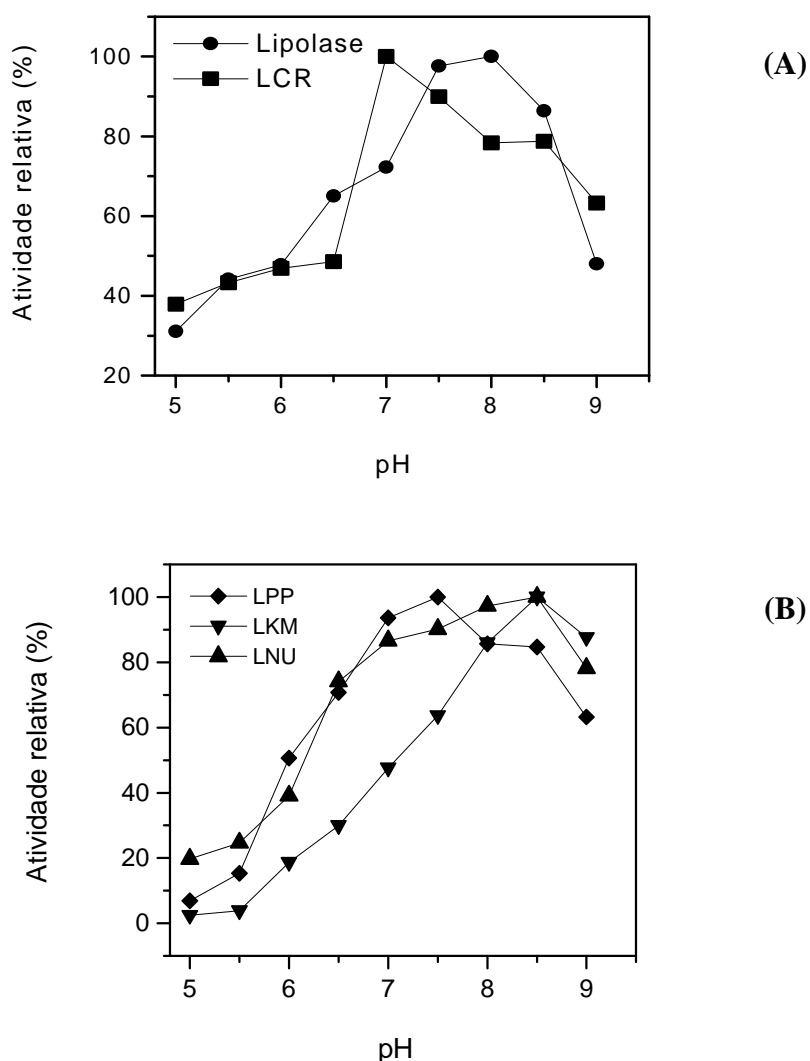 Lipolase
LCR
(A)
Atividade relativa (%)
100
80
60
40
20
5 6 7 8 9
pH
LPP
LKM
LNU
(B)
Atividade relativa (%)
100
80
60
40
20
0
5 6 7 8 9
pH